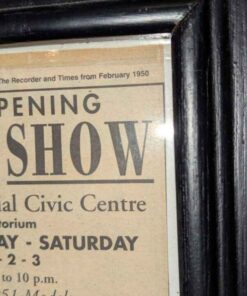 The Recorder and Times from February 1950
PENING
SHOW
ial Civic Centre
torium
AY - SATURDAY
- 2 - 3
to 10 p.m.